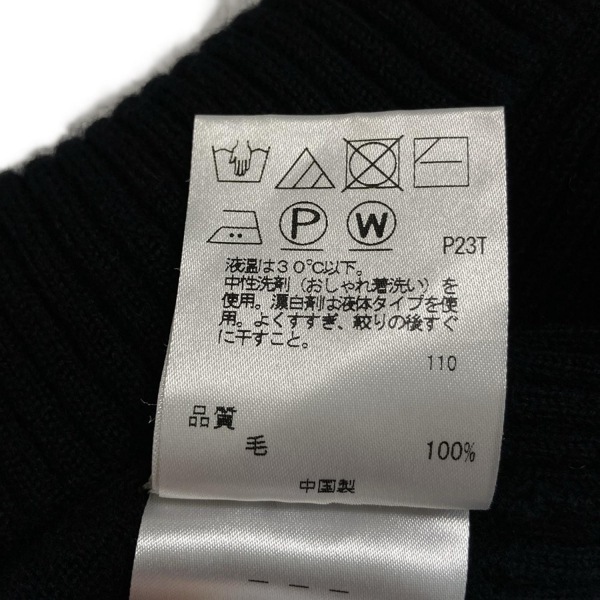 P W
P23T
液温は30℃以下。
中性洗剤（おしゃれ着洗い）を
使用。漂白剤は液体タイプを使
用。よくすすぎ、絞りの後すぐ
に干すこと。
110
品質
毛 100%
中国製